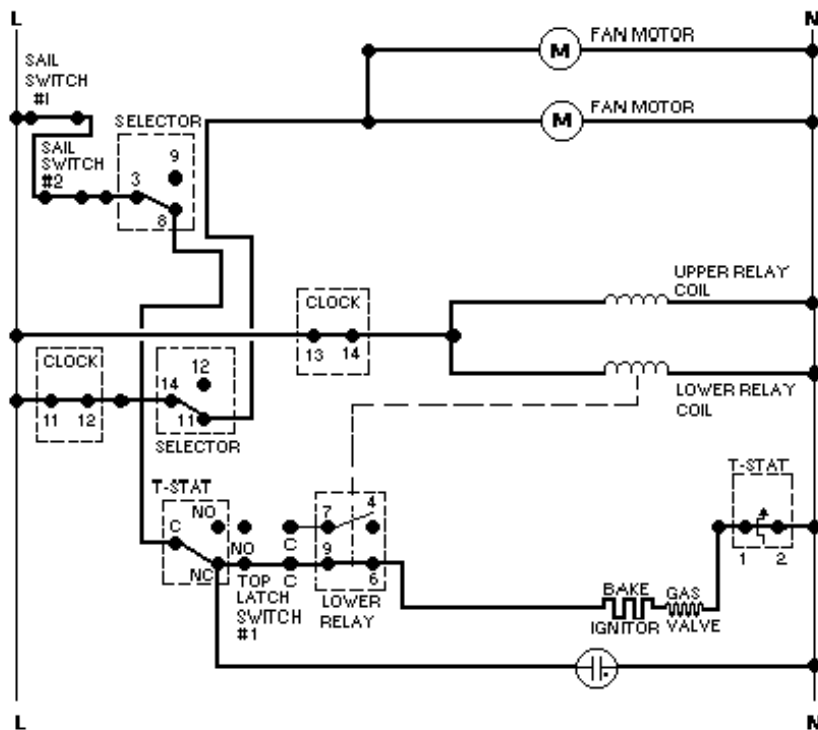 L
N
SAIL
SWITCH
#1
M
FAN MOTOR
SELECTOR
M
FAN MOTOR
SAIL
SWITCH
#2
9
3
8
UPPER RELAY
COIL
CLOCK
13 14
CLOCK
11 12
12
14
11
SELECTOR
LOWER RELAY
COIL
T-STAT
NO
C
NC
NO
TOP
LATCH
SWITCH
#1
C
C
7 4
9
6
LOWER
RELAY
T-STAT
1 2
BAKE
IGNITOR
GAS
VALVE
L
N